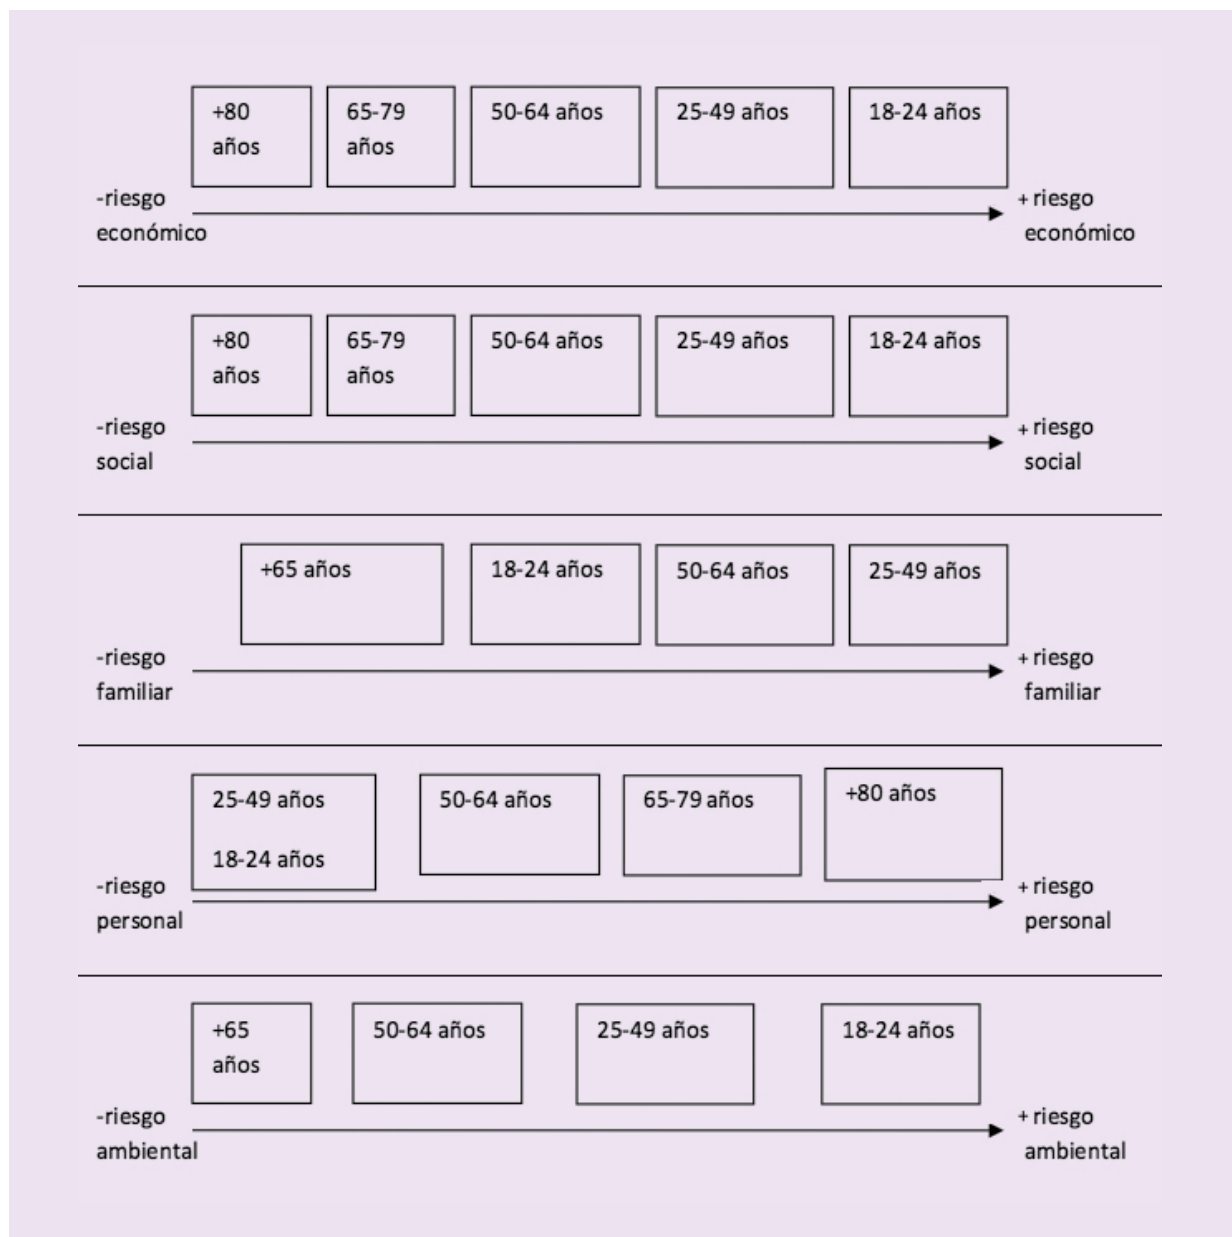 +80
años
65-79
años
50-64 años
25-49 años
18-24 años
-riesgo
económico
+ riesgo
económico
+80
años
65-79
años
50-64 años
25-49 años
18-24 años
-riesgo
social
+ riesgo
social
+65 años
18-24 años
50-64 años
25-49 años
-riesgo
familiar
+ riesgo
familiar
25-49 años
18-24 años
50-64 años
65-79 años
+80 años
-riesgo
personal
+ riesgo
personal
+65
años
50-64 años
25-49 años
18-24 años
-riesgo
ambiental
+ riesgo
ambiental